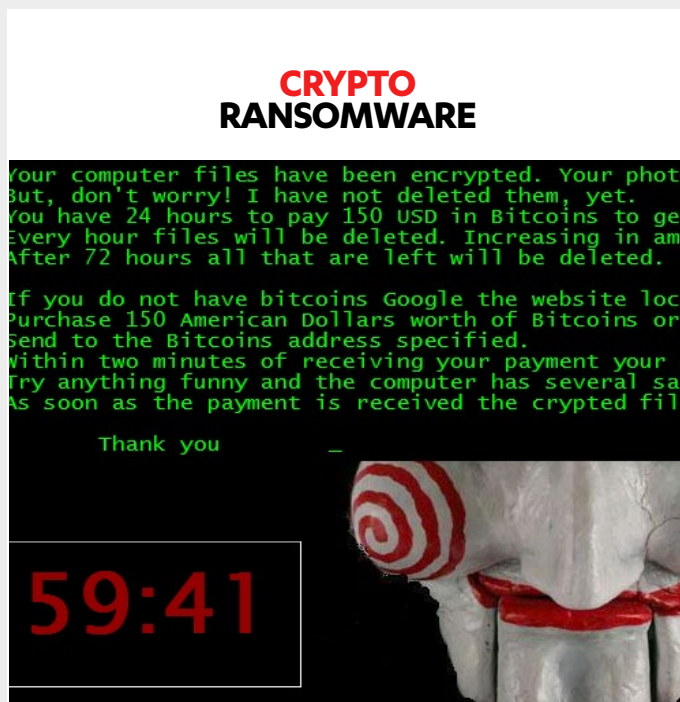 CRYPTO
RANSOMWARE
Your computer files have been encrypted. Your phot
But, don't worry! I have not deleted them, yet.
You have 24 hours to pay 150 USD in Bitcoins to ge
Every hour files will be deleted. Increasing in am
After 72 hours all that are left will be deleted.
If you do not have bitcoins Google the website loc
Purchase 150 American Dollars worth of Bitcoins or
Send to the Bitcoins address specified.
Within two minutes of receiving your payment your
Try anything funny and the computer has several sa
As soon as the payment is received the crypted fil
Thank you _
59:41